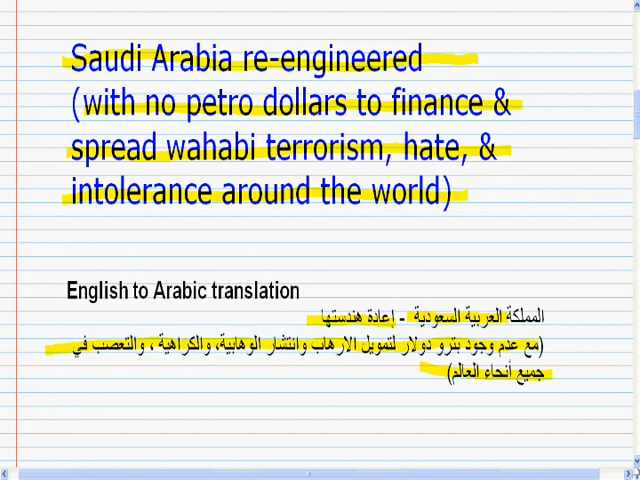 Saudi Arabia re-engineered
(with no petro dollars to finance &
spread wahabi terrorism, hate, &
intolerance around the world)
English to Arabic translation
المملكة العربية السعودية - إعادة هندستها
(مع عدم وجود بترو دولار لتمويل الارهاب وانتشار الوهابية، والكراهية ، والتعصب في
جميع أنحاء العالم)